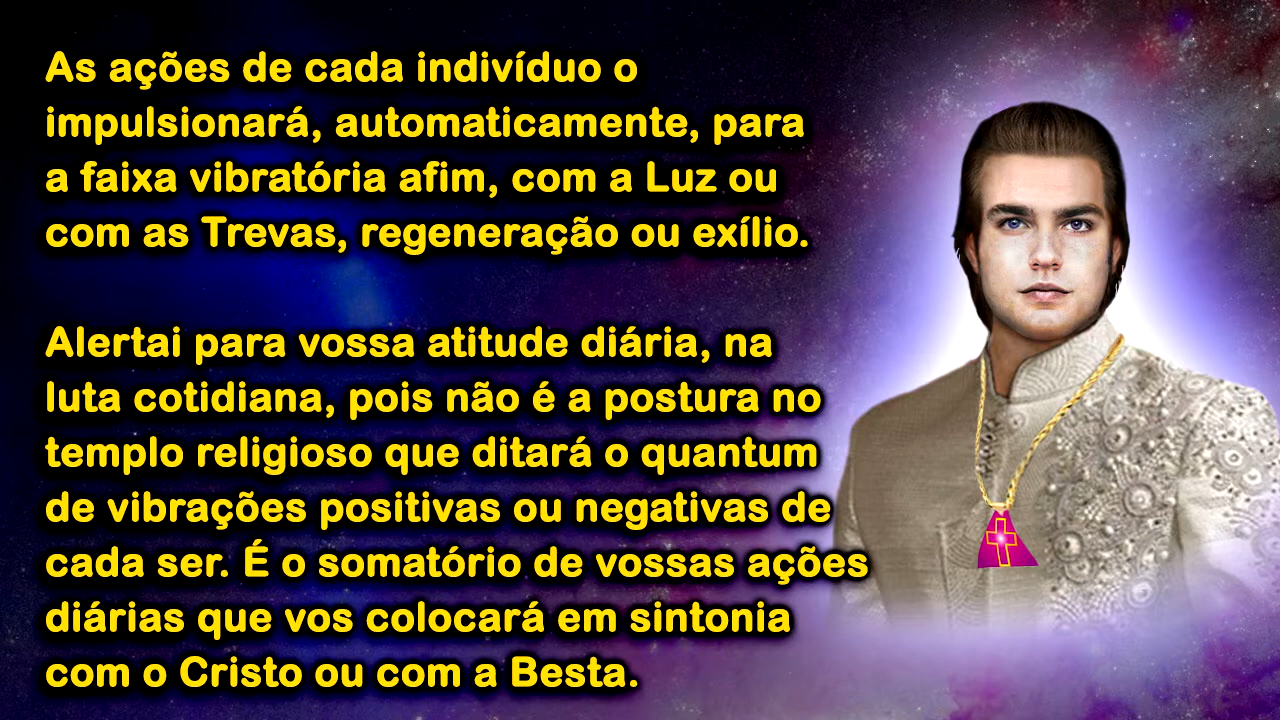 As ações de cada indivíduo o
impulsionará, automaticamente, para
a faixa vibratória afim, com a Luz ou
com as Trevas, regeneração ou exílio.
Alertai para vossa atitude diária, na
luta cotidiana, pois não é a postura no
templo religioso que ditará o quantum
de vibrações positivas ou negativas de
cada ser. É o somatório de vossas ações
diárias que vos colocará em sintonia
com o Cristo ou com a Besta.